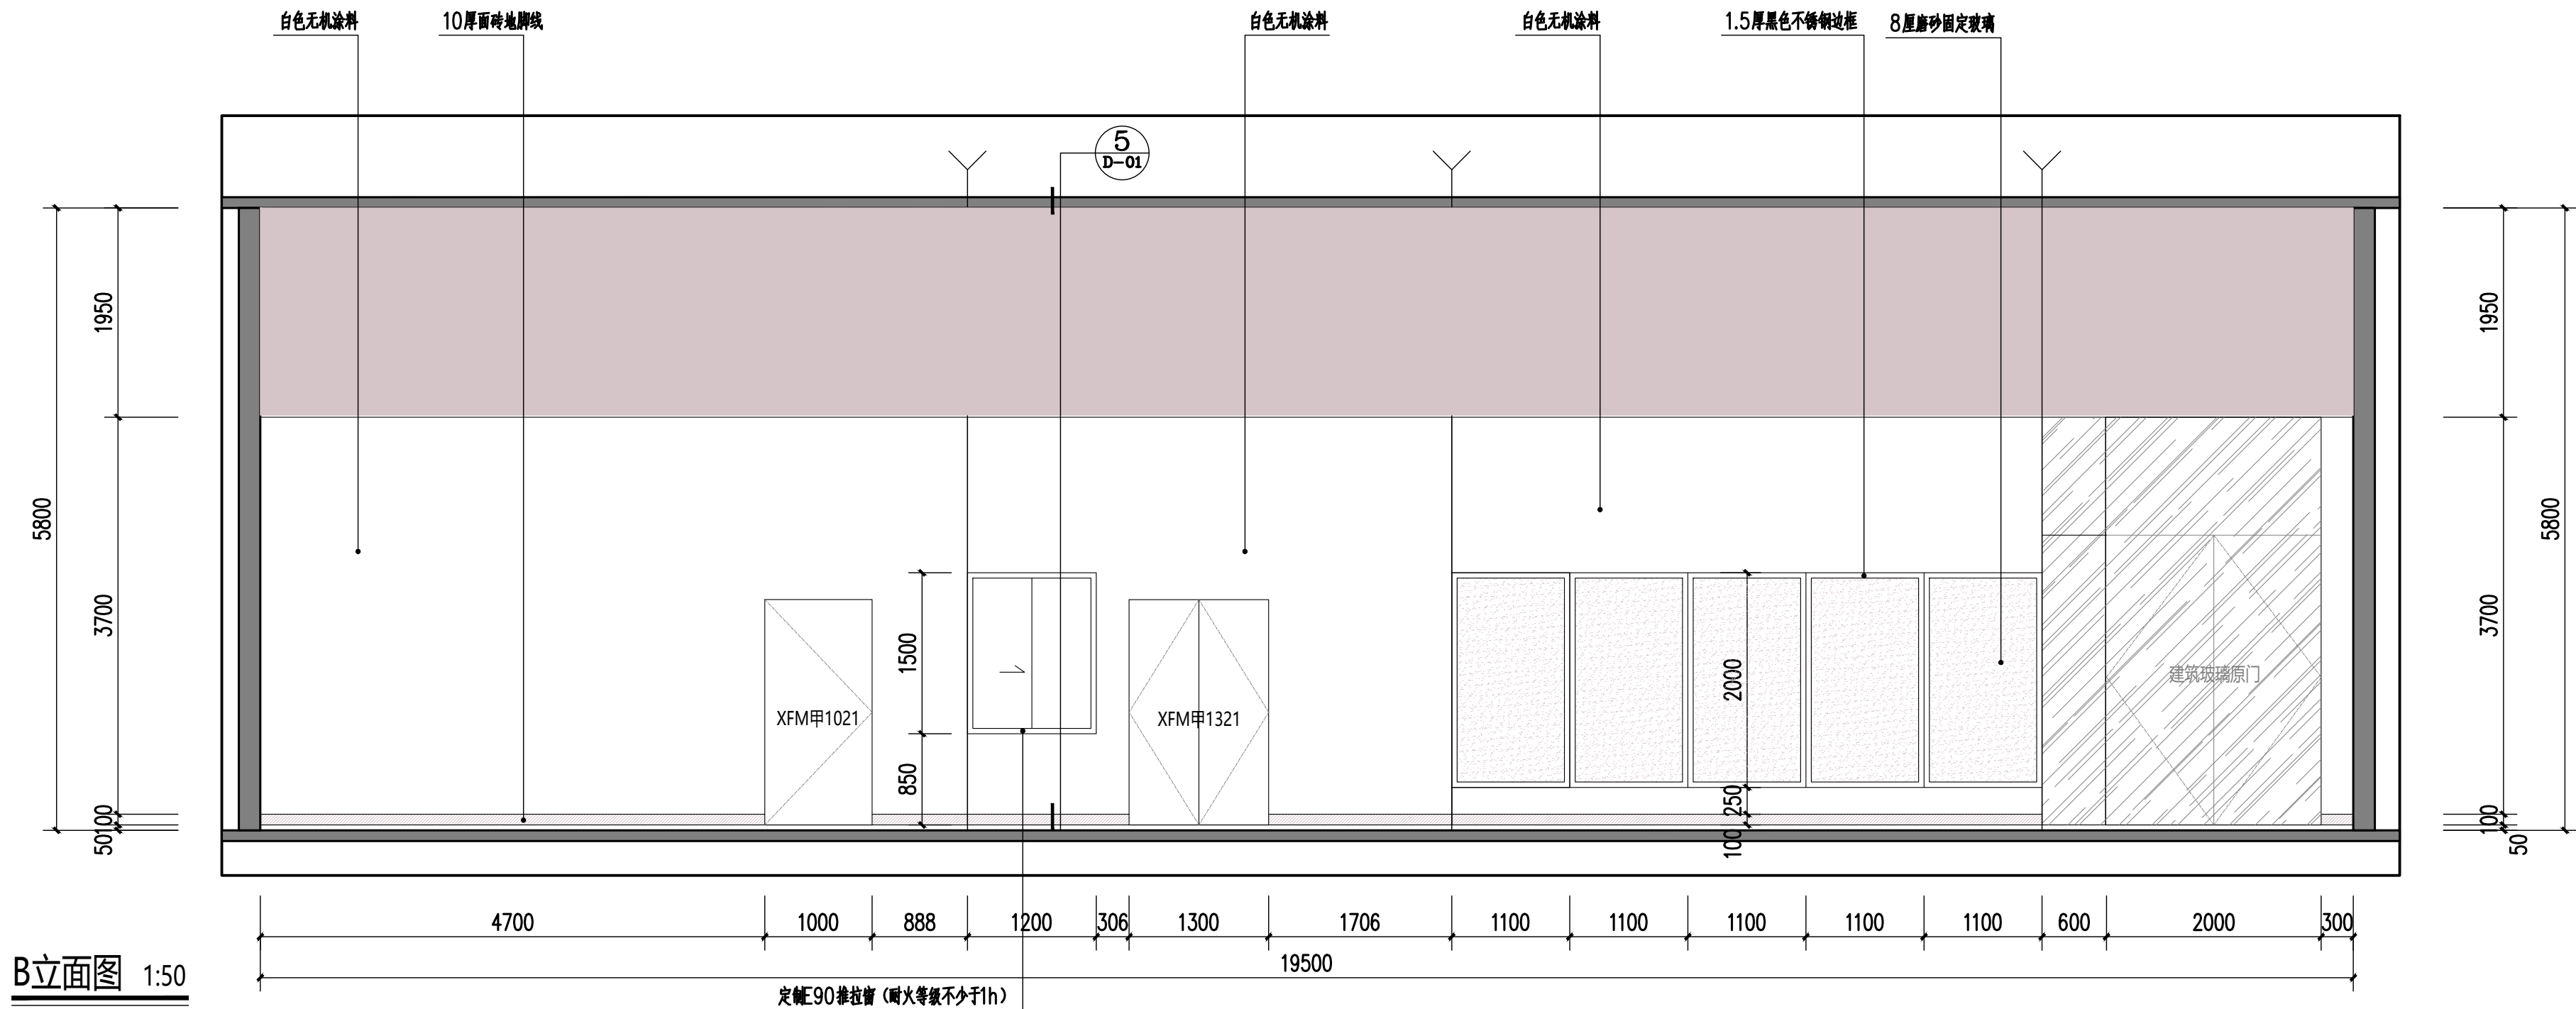 白色无机涂料
10厚面砖地脚线
白色无机涂料
白色无机涂料
1.5厚黑色不锈钢边框
8厘磨砂固定玻璃
5
D-01
1950
5800
3700
100
50
1500
850
XFM甲1021
XFM甲1321
2000
250
100
建筑玻璃原门
1950
5800
3700
100
50
4700 1000 888 1200 306 1300 1706 1100 1100 1100 1100 1100 600 2000 300
19500
B立面图 1:50
定制E90推拉窗（耐火等级不少于1h）